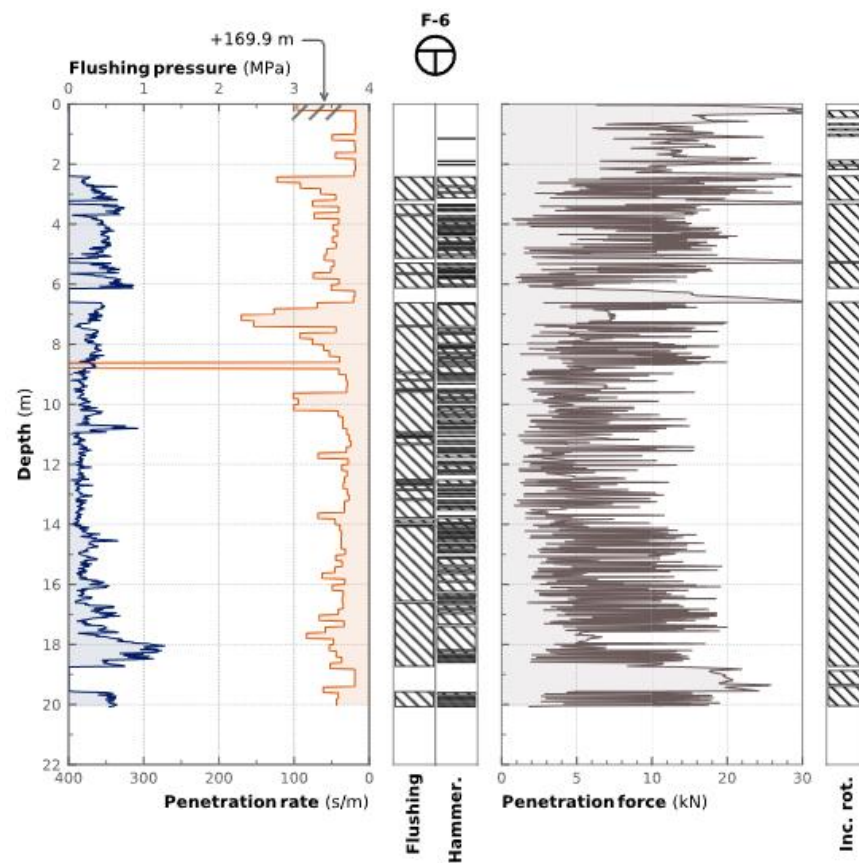 F-6
+169.9 m
Flushing pressure (MPa)
0 1 2 3 4
0
2
4
6
8
10
12
14
16
18
20
22
Depth (m)
400 300 200 100 0
Penetration rate (s/m)
Flushing
Hammer.
0 5 10 20 30
Penetration force (kN)
Inc. rot.